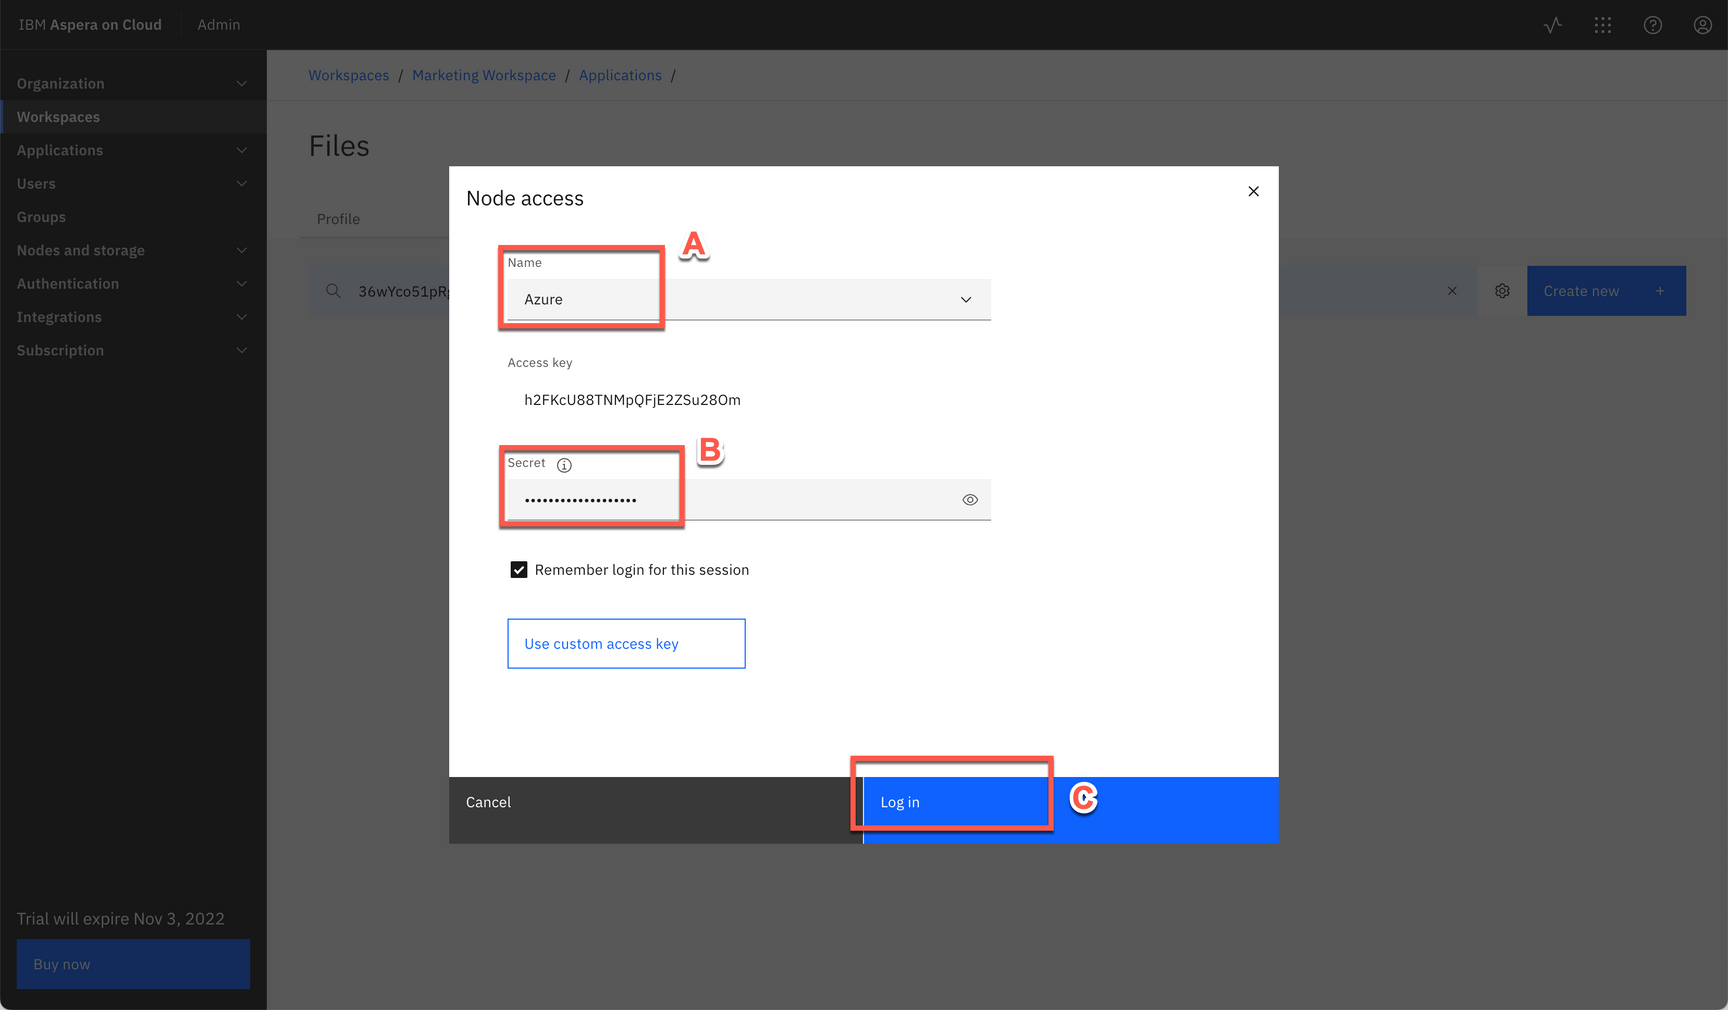 IBM Aspera on Cloud
Admin
Organization
Workspaces
Applications
Users
Groups
Nodes and storage
Authentication
Integrations
Subscription
Trial will expire Nov 3, 2022
Buy now
Workspaces / Marketing Workspace / Applications /
Files
Profile
36wYco51pR
Create new +
Node access
A
Name
Azure
Access key
h2FKcU88TNMpQFjE2ZSu28Om
B
Secret
•••••••••••••••••••
Remember login for this session
Use custom access key
Cancel
Log in
C